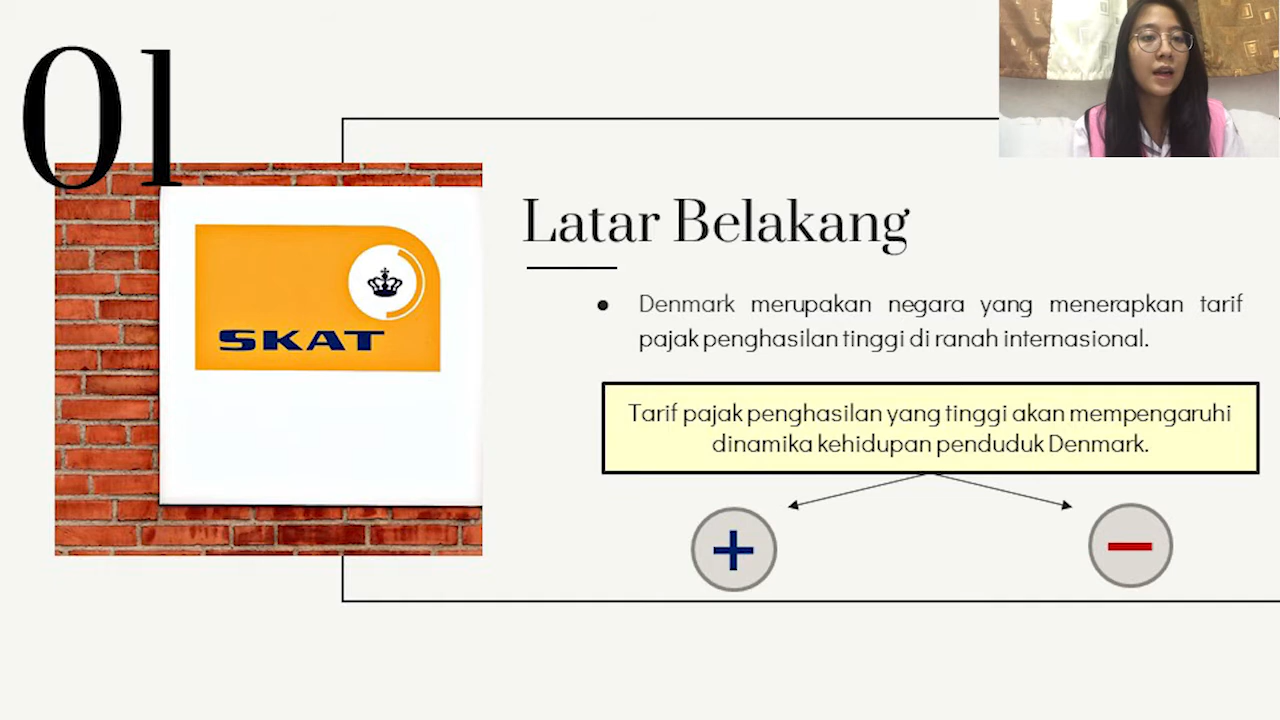 01
SKAT
Latar Belakang
● Denmark merupakan negara yang menerapkan tarif
pajak penghasilan tinggi di ranah internasional.
Tarif pajak penghasilan yang tinggi akan mempengaruhi
dinamika kehidupan penduduk Denmark.
+ −